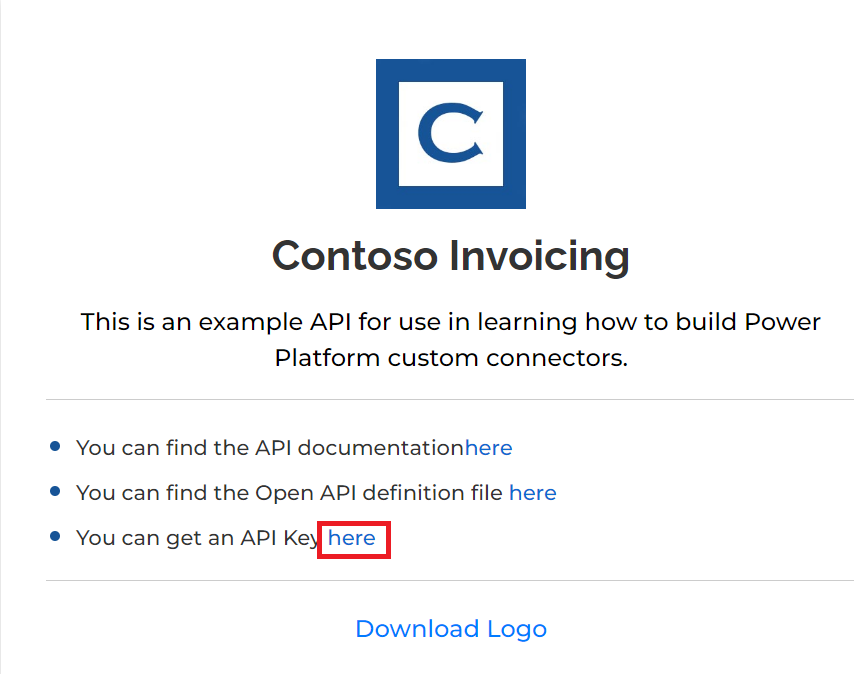 C
Contoso Invoicing
This is an example API for use in learning how to build Power
Platform custom connectors.
You can find the API documentationhere
You can find the Open API definition file here
You can get an API Key here
Download Logo